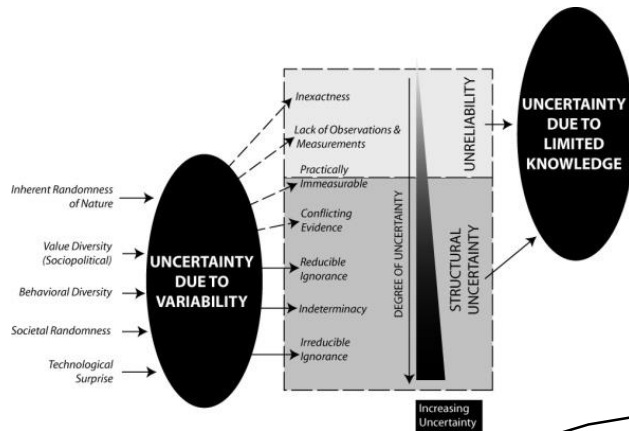 Inherent Randomness
of Nature
Value Diversity
(Sociopolitical)
Behavioral Diversity
Societal Randomness
Technological
Surprise
UNCERTAINTY
DUE TO
VARIABILITY
Inexactness
Lack of Observations &
Measurements
Practically
Immeasurable
Conflicting
Evidence
Reducible
Ignorance
Indeterminacy
Irreducible
Ignorance
DEGREE OF UNCERTAINTY
Increasing
Uncertainty
UNRELIABILITY
STRUCTURAL
UNCERTAINTY
UNCERTAINTY
DUE TO
LIMITED
KNOWLEDGE